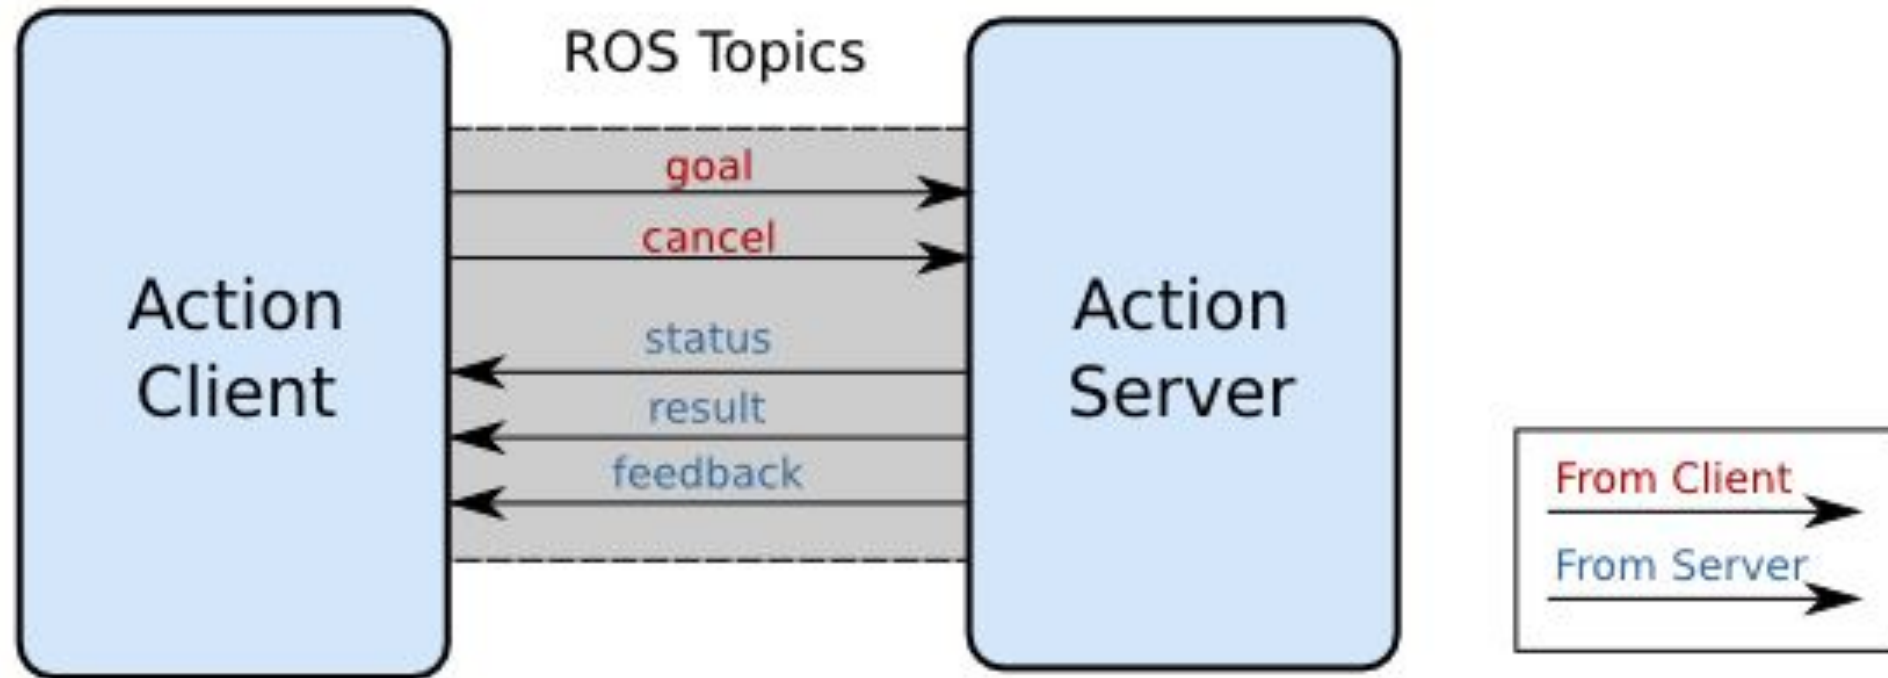 ROS Topics
goal
cancel
Action
Client
status
result
feedback
Action
Server
From Client
From Server